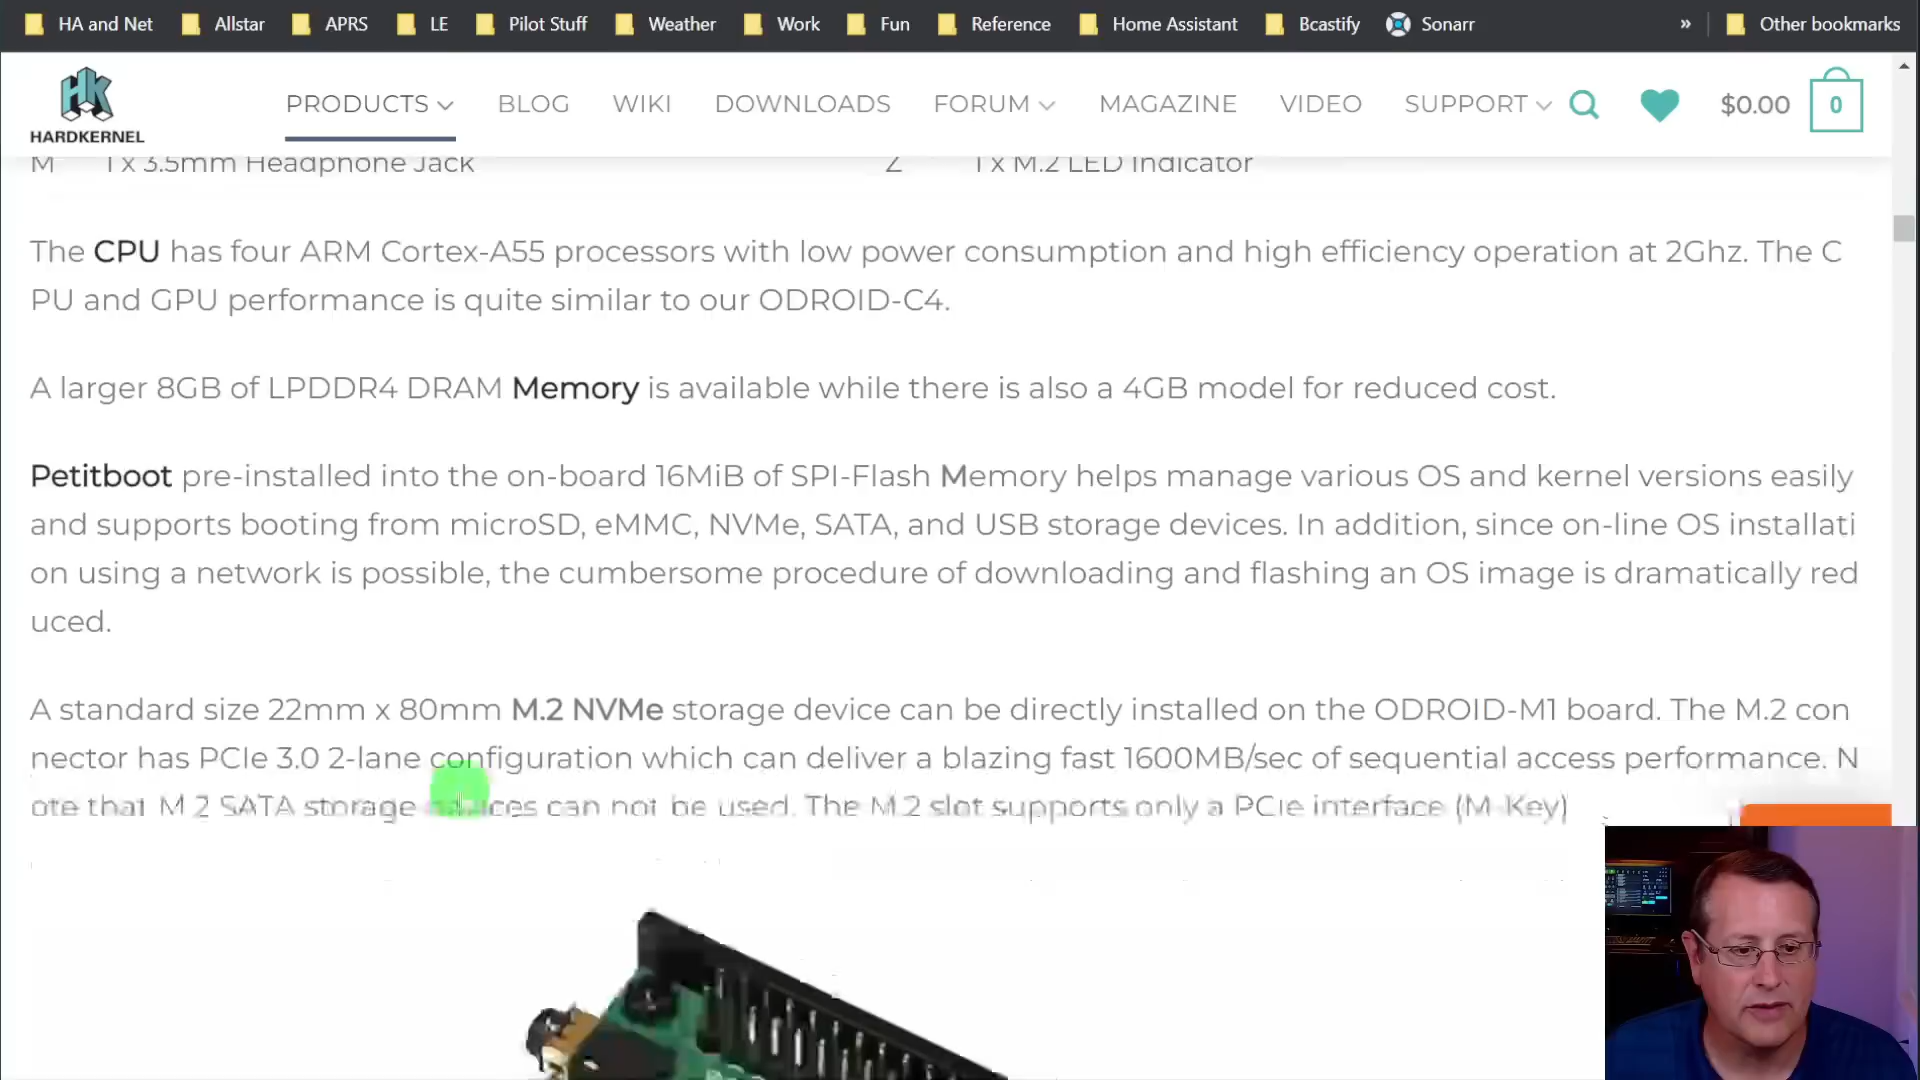 HA and Net Allstar APRS LE Pilot Stuff Weather Work Fun Reference Home Assistant Bcastify Sonarr » Other bookmarks
HK
HARDKERNEL
PRODUCTS BLOG WIKI DOWNLOADS FORUM MAGAZINE VIDEO SUPPORT $0.00 0
M 1 x 3.5mm Headphone Jack Z 1 x M.2 LED Indicator
The CPU has four ARM Cortex-A55 processors with low power consumption and high efficiency operation at 2Ghz. The C
PU and GPU performance is quite similar to our ODROID-C4.
A larger 8GB of LPDDR4 DRAM Memory is available while there is also a 4GB model for reduced cost.
Petitboot pre-installed into the on-board 16MiB of SPI-Flash Memory helps manage various OS and kernel versions easily
and supports booting from microSD, eMMC, NVMe, SATA, and USB storage devices. In addition, since on-line OS installati
on using a network is possible, the cumbersome procedure of downloading and flashing an OS image is dramatically red
uced.
A standard size 22mm x 80mm M.2 NVMe storage device can be directly installed on the ODROID-M1 board. The M.2 con
nector has PCIe 3.0 2-lane configuration which can deliver a blazing fast 1600MB/sec of sequential access performance. N
ote that M.2 SATA storage devices can not be used. The M.2 slot supports only a PCIe interface (M-Key)